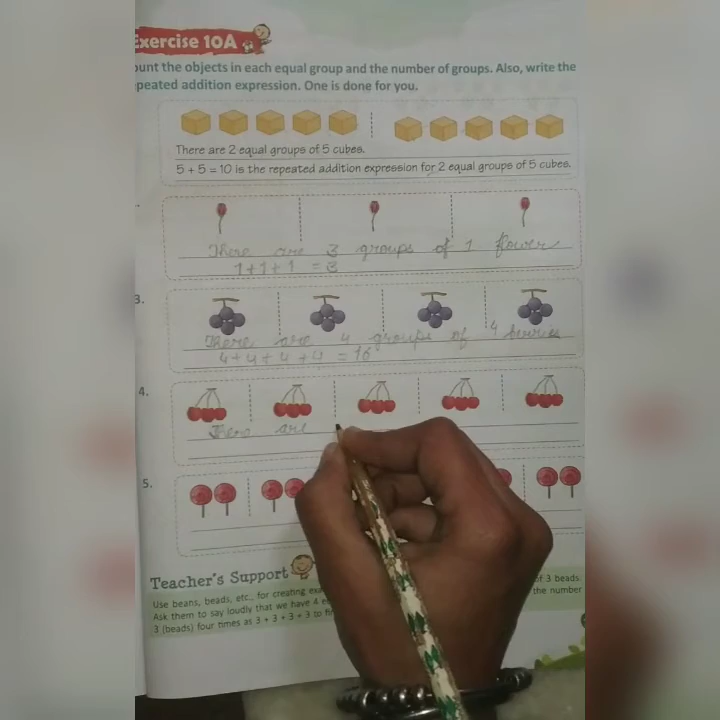 Exercise 10A
ount the objects in each equal group and the number of groups. Also, write the
peated addition expression. One is done for you.
There are 2 equal groups of 5 cubes.
5 + 5 = 10 is the repeated addition expression for 2 equal groups of 5 cubes.
There are 3 groups of 1 flower
1+1+1 = 3
3.
There are 4 groups of 4 berries
4+4+4+4 = 16
4.
There are
5.
Teacher's Support
Use beans, beads, etc., for creating of 3 beads
Ask them to say loudly that we have 4 the number
3 (beads) four times as 3 + 3 + 3 + 3 to